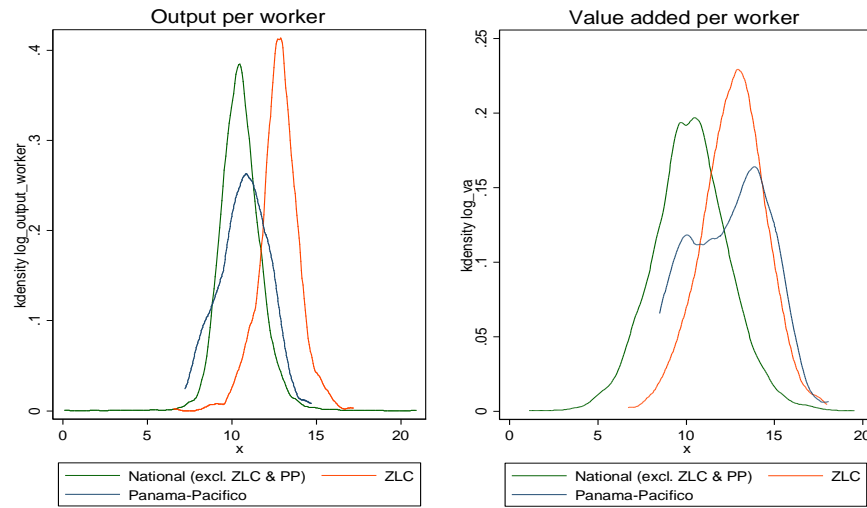 Output per worker
kdensity log_output_worker
.4
.3
.2
.1
0
0 5 10 15 20
x
National (excl. ZLC & PP) ZLC
Panama-Pacifico
Value added per worker
kdensity log_va
.25
.2
.15
.1
.05
0
0 5 10 15 20
x
National (excl. ZLC & PP) ZLC
Panama-Pacifico